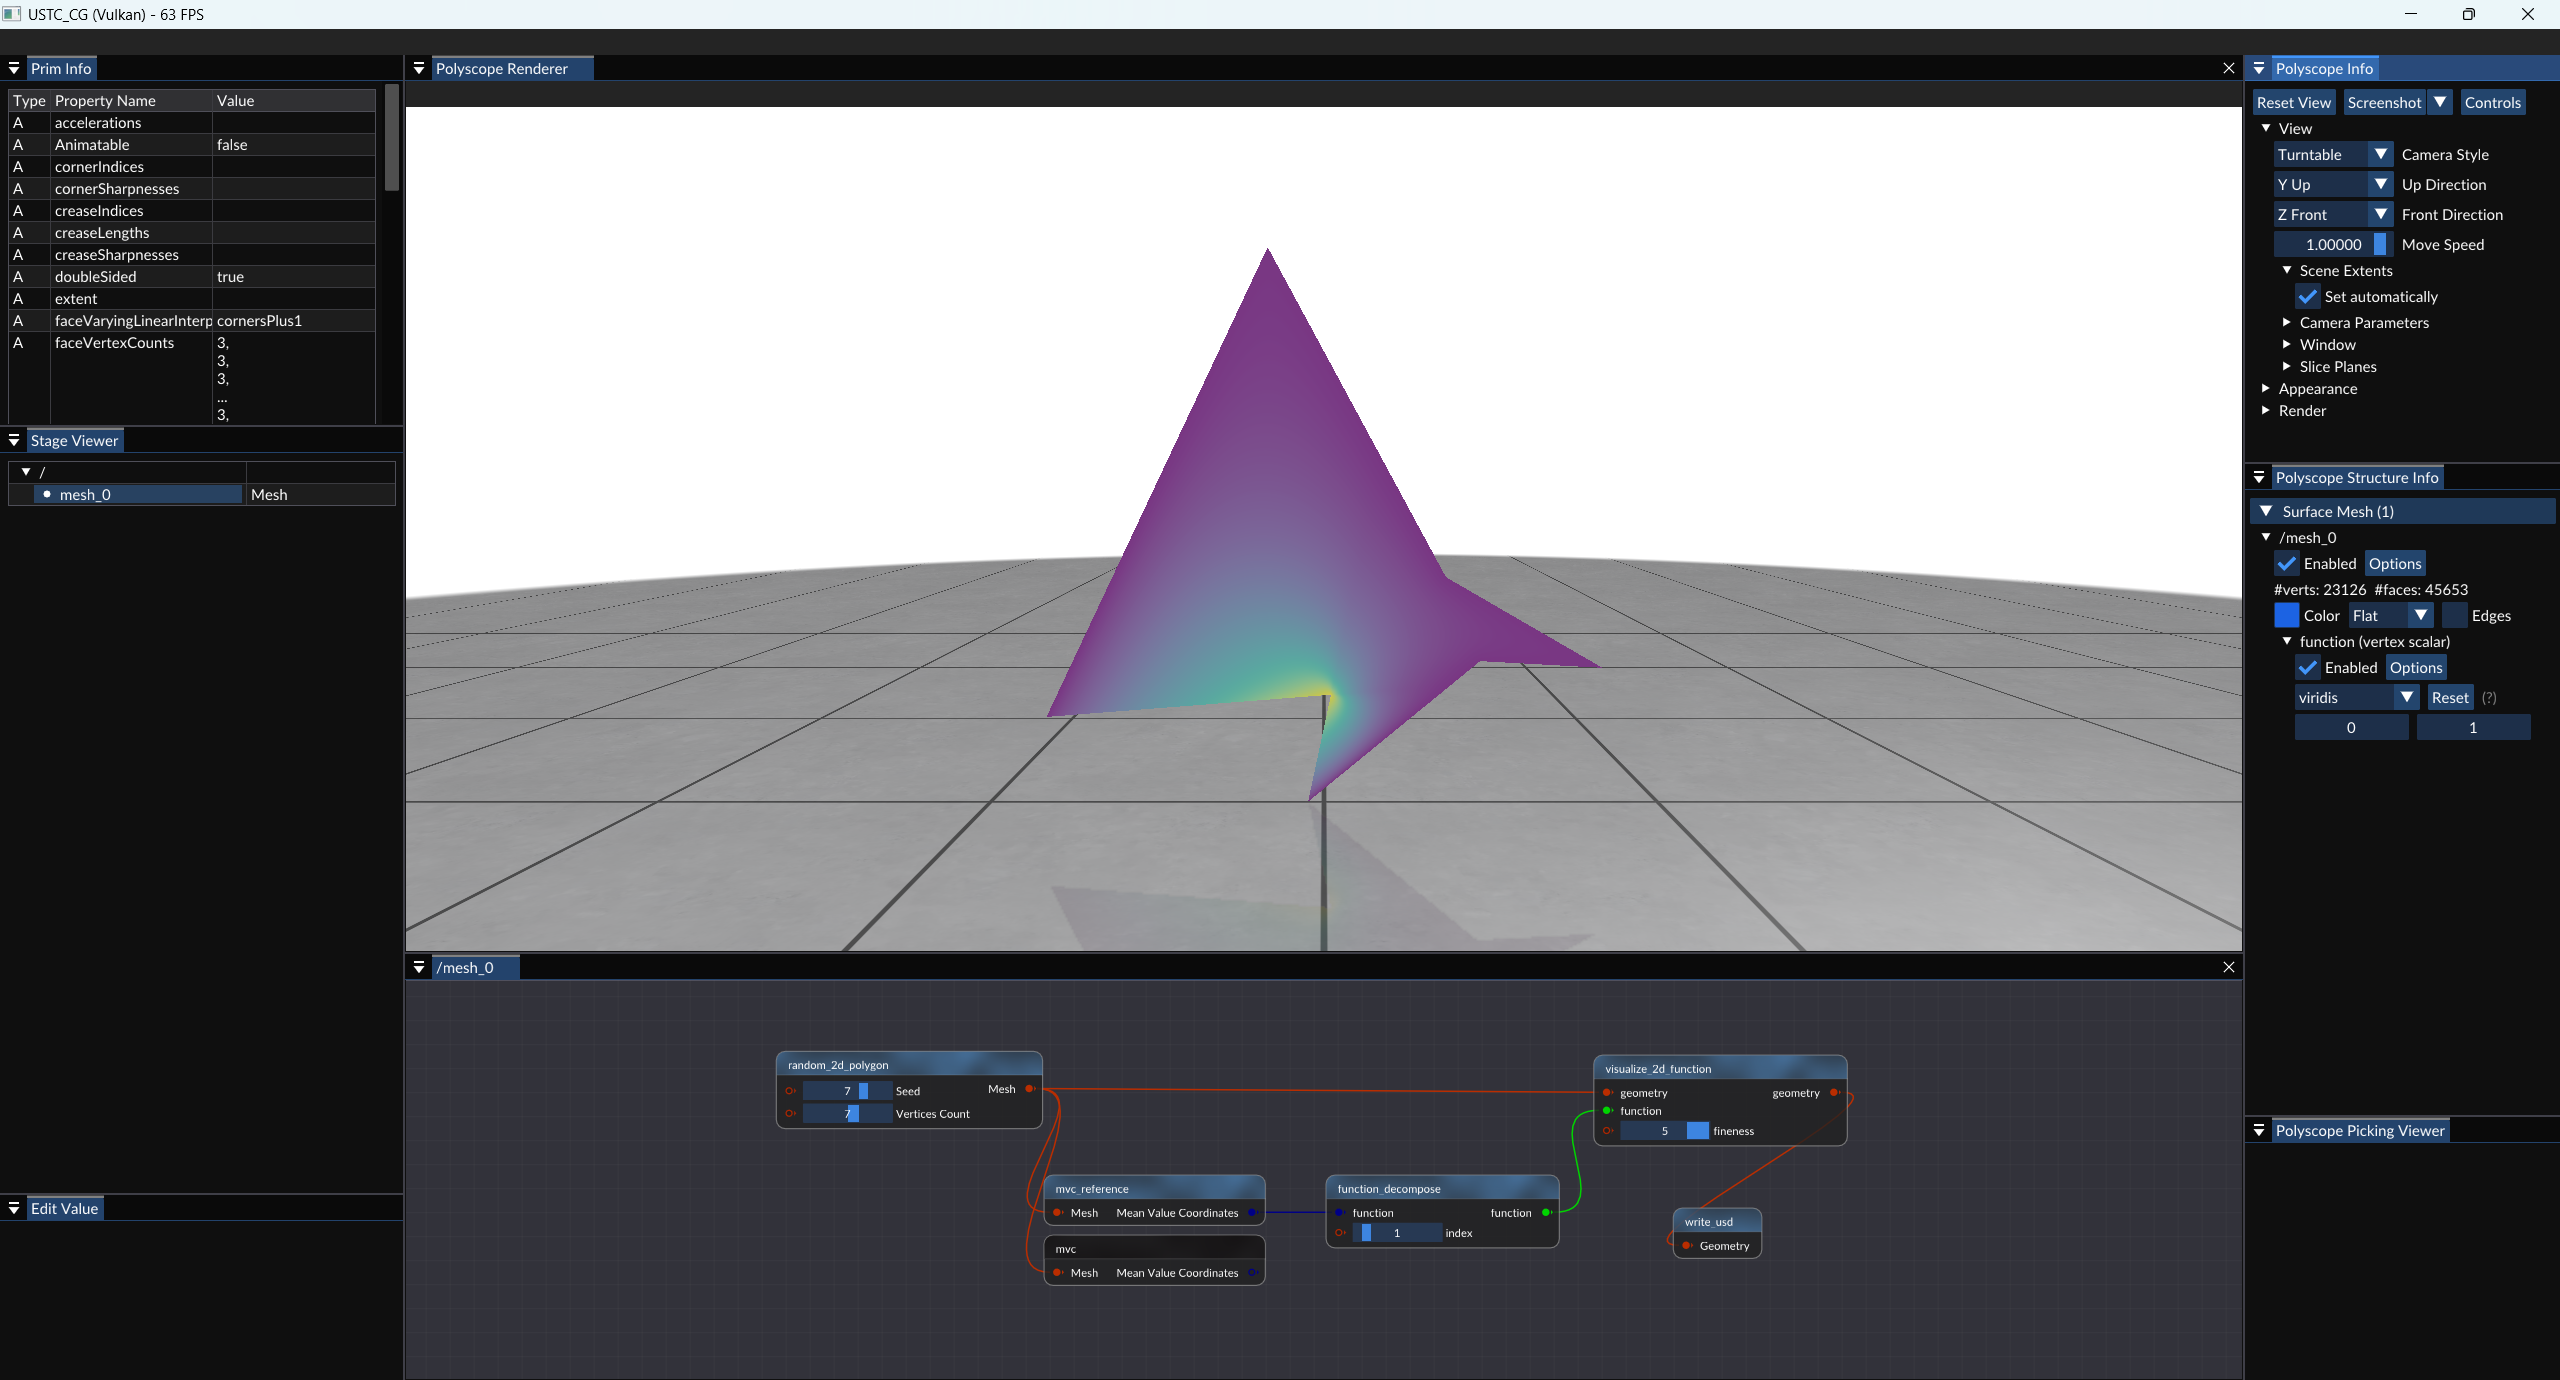 USTC_CG (Vulkan) - 63 FPS
Prim Info
Type Property Name Value
A accelerations
A Animatable false
A cornerIndices
A cornerSharpnesses
A creaseIndices
A creaseLengths
A creaseSharpnesses
A doubleSided true
A extent
A faceVaryingLinearInterp cornersPlus1
A faceVertexCounts 3,
3,
3,
...
3,
Stage Viewer
/
mesh_0 Mesh
Edit Value
Polyscope Renderer
/mesh_0
random_2d_polygon
Mesh
7 Seed
7 Vertices Count
mvc_reference
Mesh Mean Value Coordinates
mvc
Mesh Mean Value Coordinates
function_decompose
function function
1 index
visualize_2d_function
geometry geometry
function
5 fineness
write_usd
Geometry
Polyscope Info
Reset View Screenshot Controls
View
Turntable Camera Style
Y Up Up Direction
Z Front Front Direction
1.00000 Move Speed
Scene Extents
Set automatically
Camera Parameters
Window
Slice Planes
Appearance
Render
Polyscope Structure Info
Surface Mesh (1)
/mesh_0
Enabled Options
#verts: 23126 #faces: 45653
Color Flat Edges
function (vertex scalar)
Enabled Options
viridis Reset (?)
0 1
Polyscope Picking Viewer